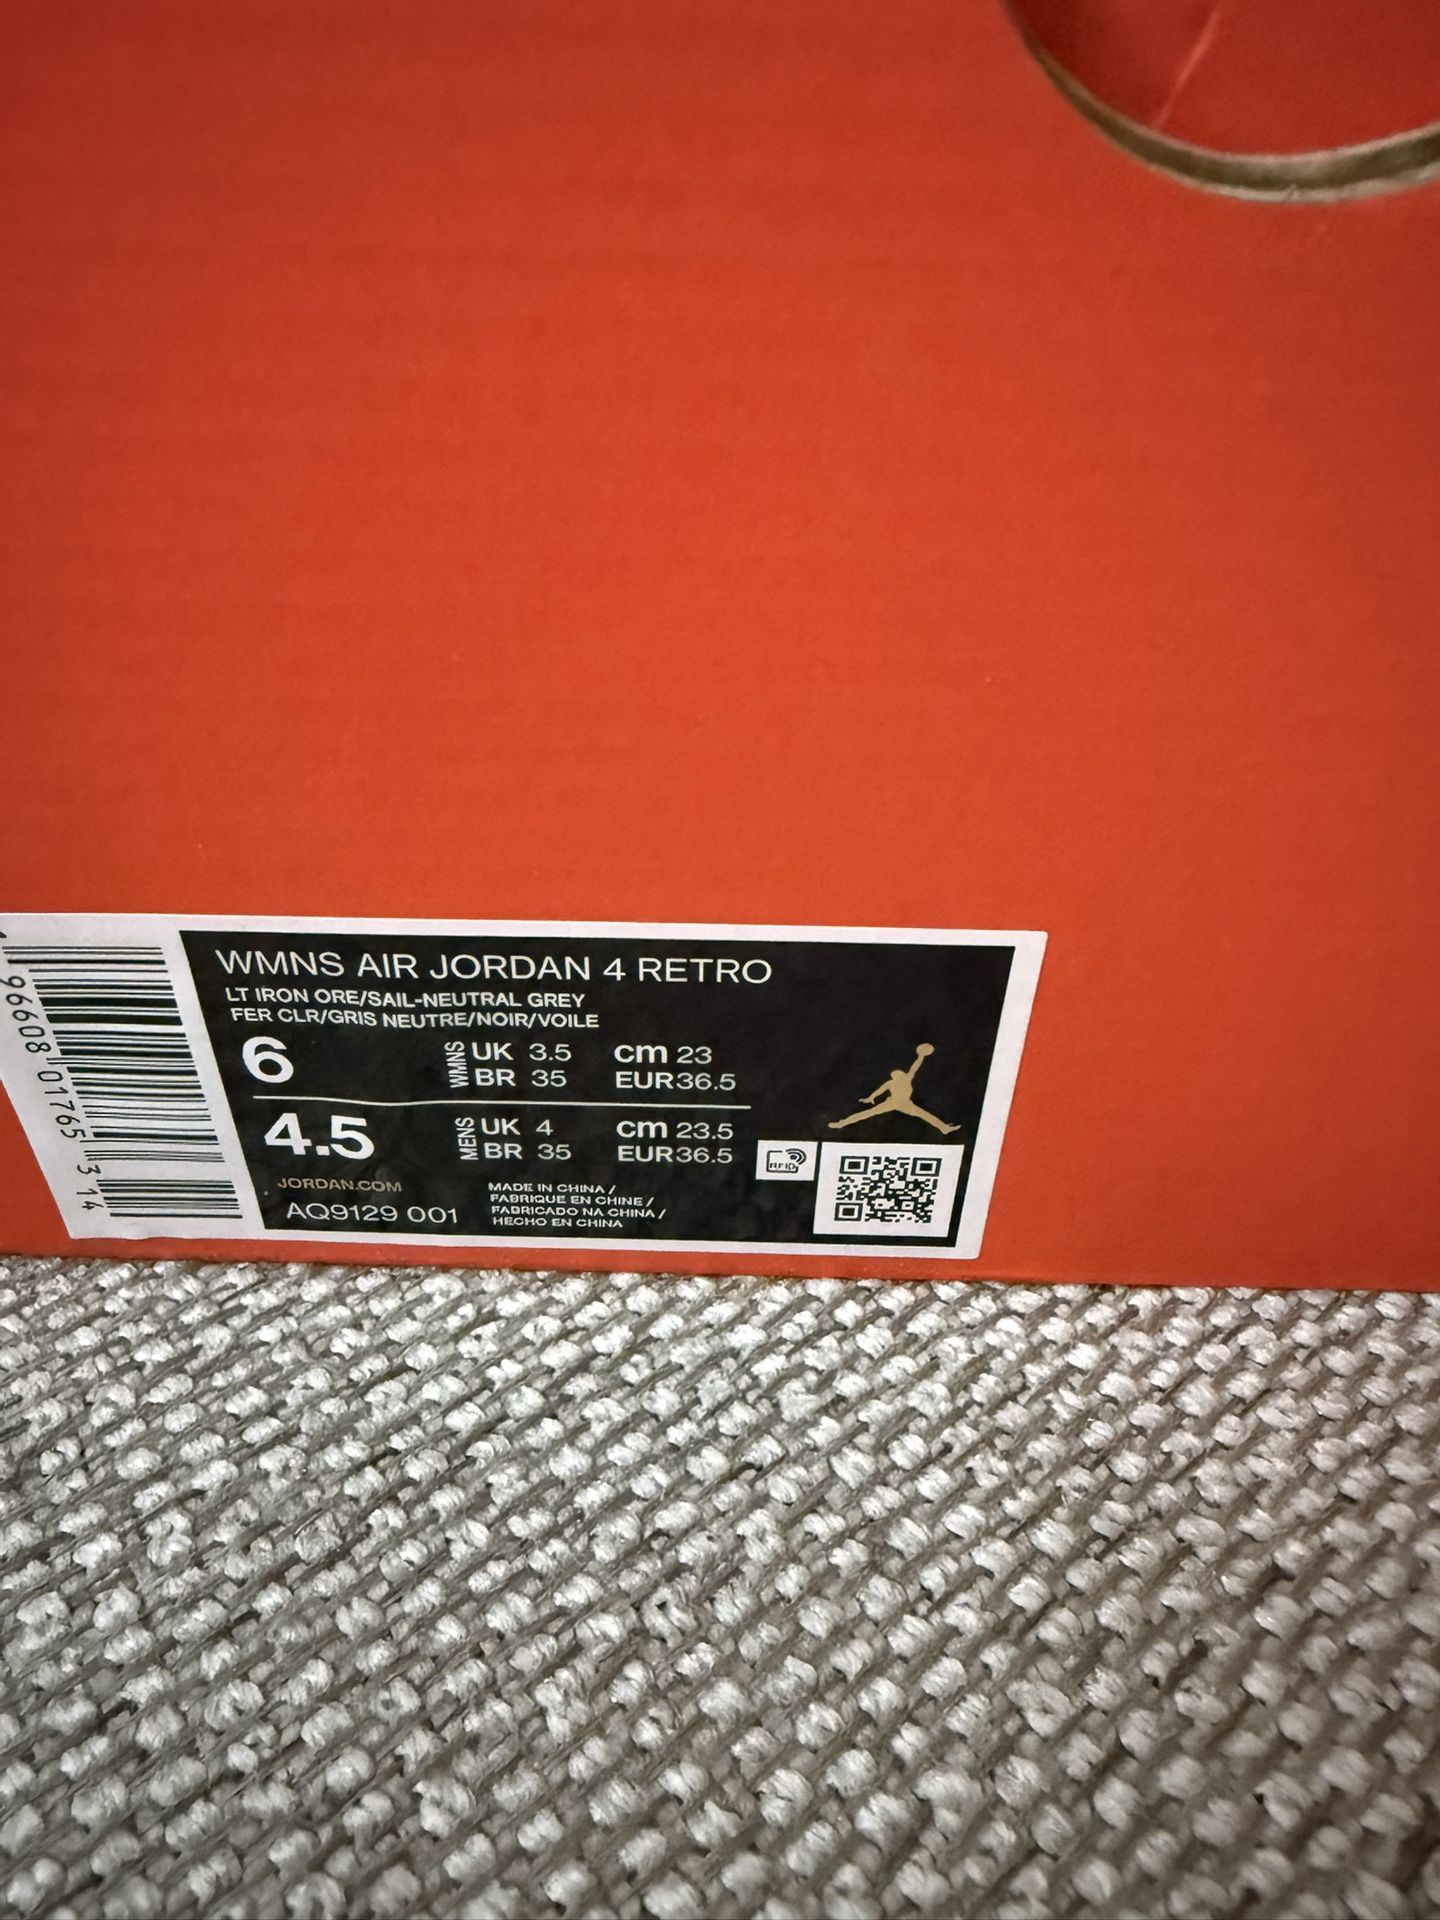 WMNS AIR JORDAN 4 RETRO
LT IRON ORE/SAIL-NEUTRAL GREY
FER CLR/GRIS NEUTRE/NOIR/VOILE
6 WMNS UK 3.5 cm 23
BR 35 EUR36.5
4.5 MENS UK 4 cm 23.5
BR 35 EUR36.5
JORDAN.COM
AQ9129 001
MADE IN CHINA /
FABRIQUE EN CHINE /
FABRICADO NA CHINA /
HECHO EN CHINA
RFID
1 96608 01765 3 14